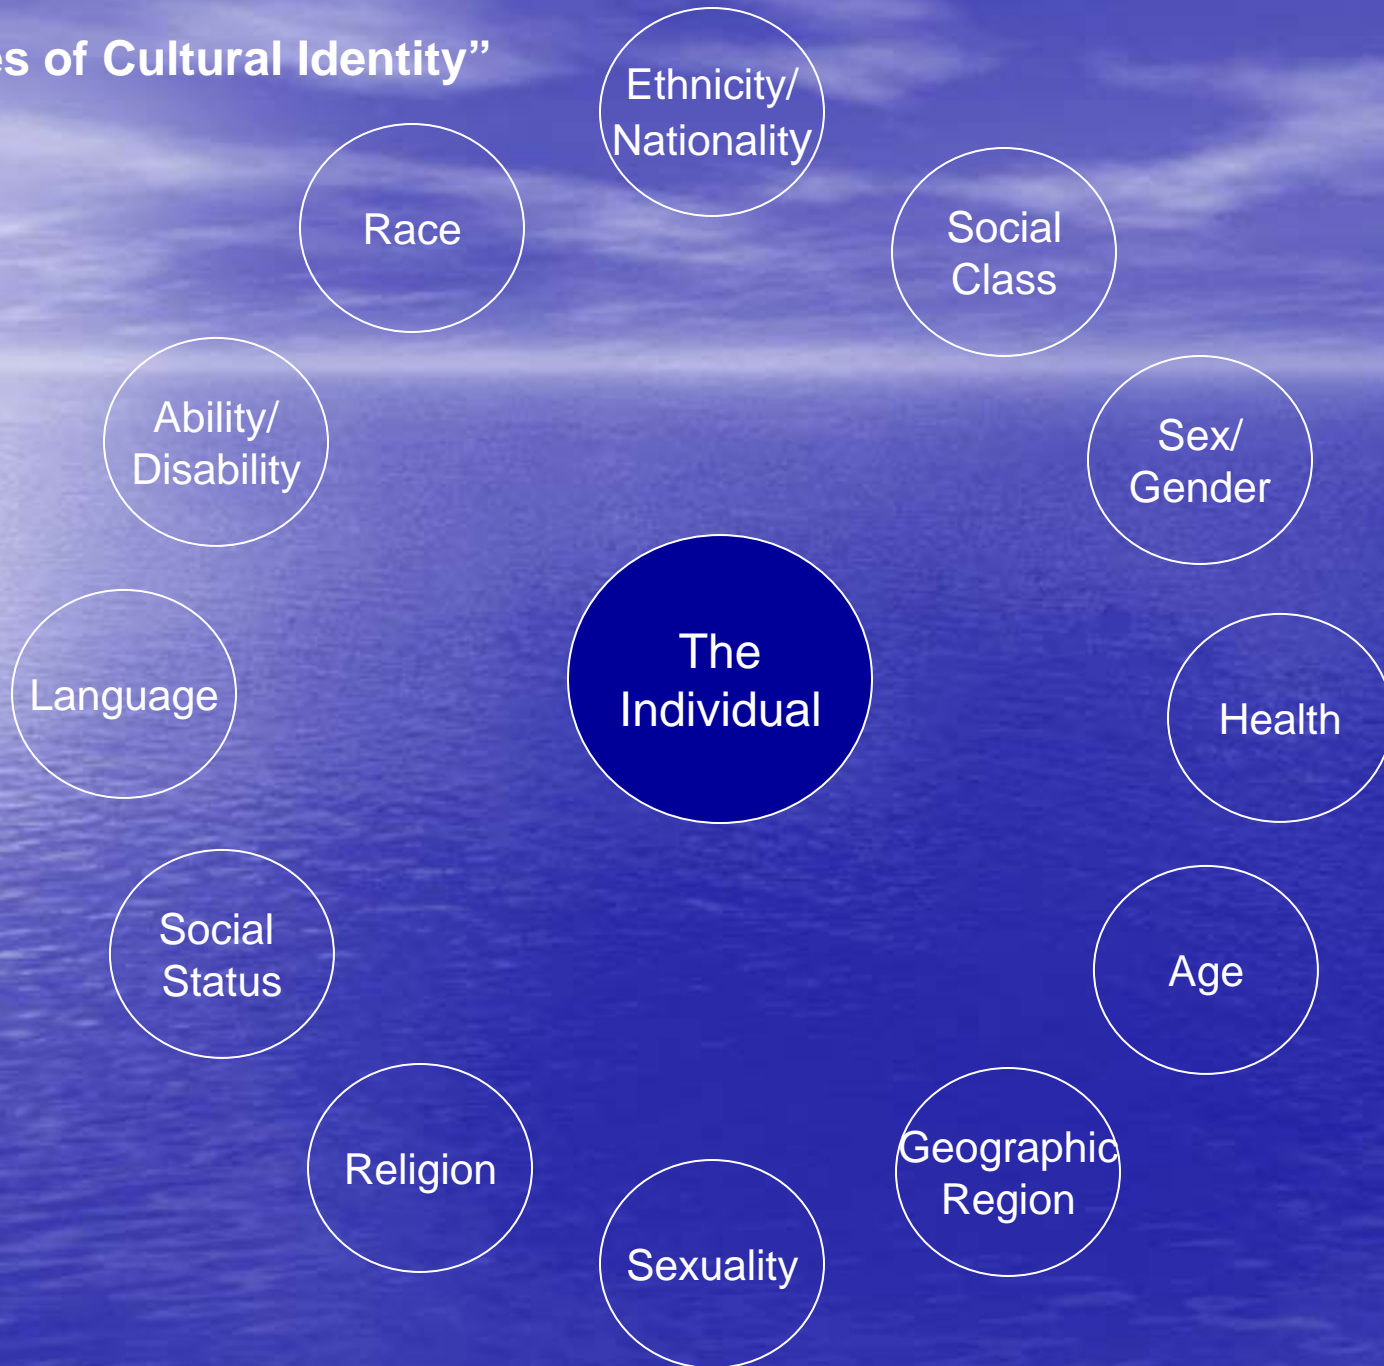 es of Cultural Identity”
Ethnicity/
Nationality
Race
Social
Class
Ability/
Disability
Sex/
Gender
The
Individual
Language
Health
Social
Status
Age
Religion
Geographic
Region
Sexuality